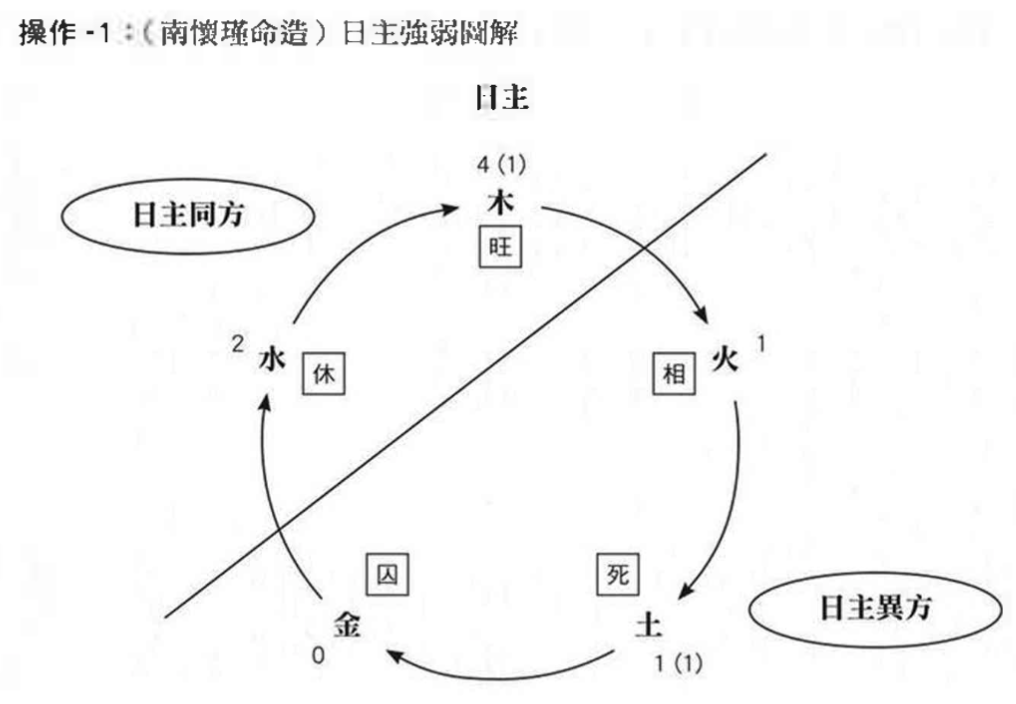 操作 -1：（南懷瑾命造）日主強弱圖解
日主
4 (1)
木
旺
日主同方
2 水 休
相 火 1
囚
死
金
0
土
1 (1)
日主異方